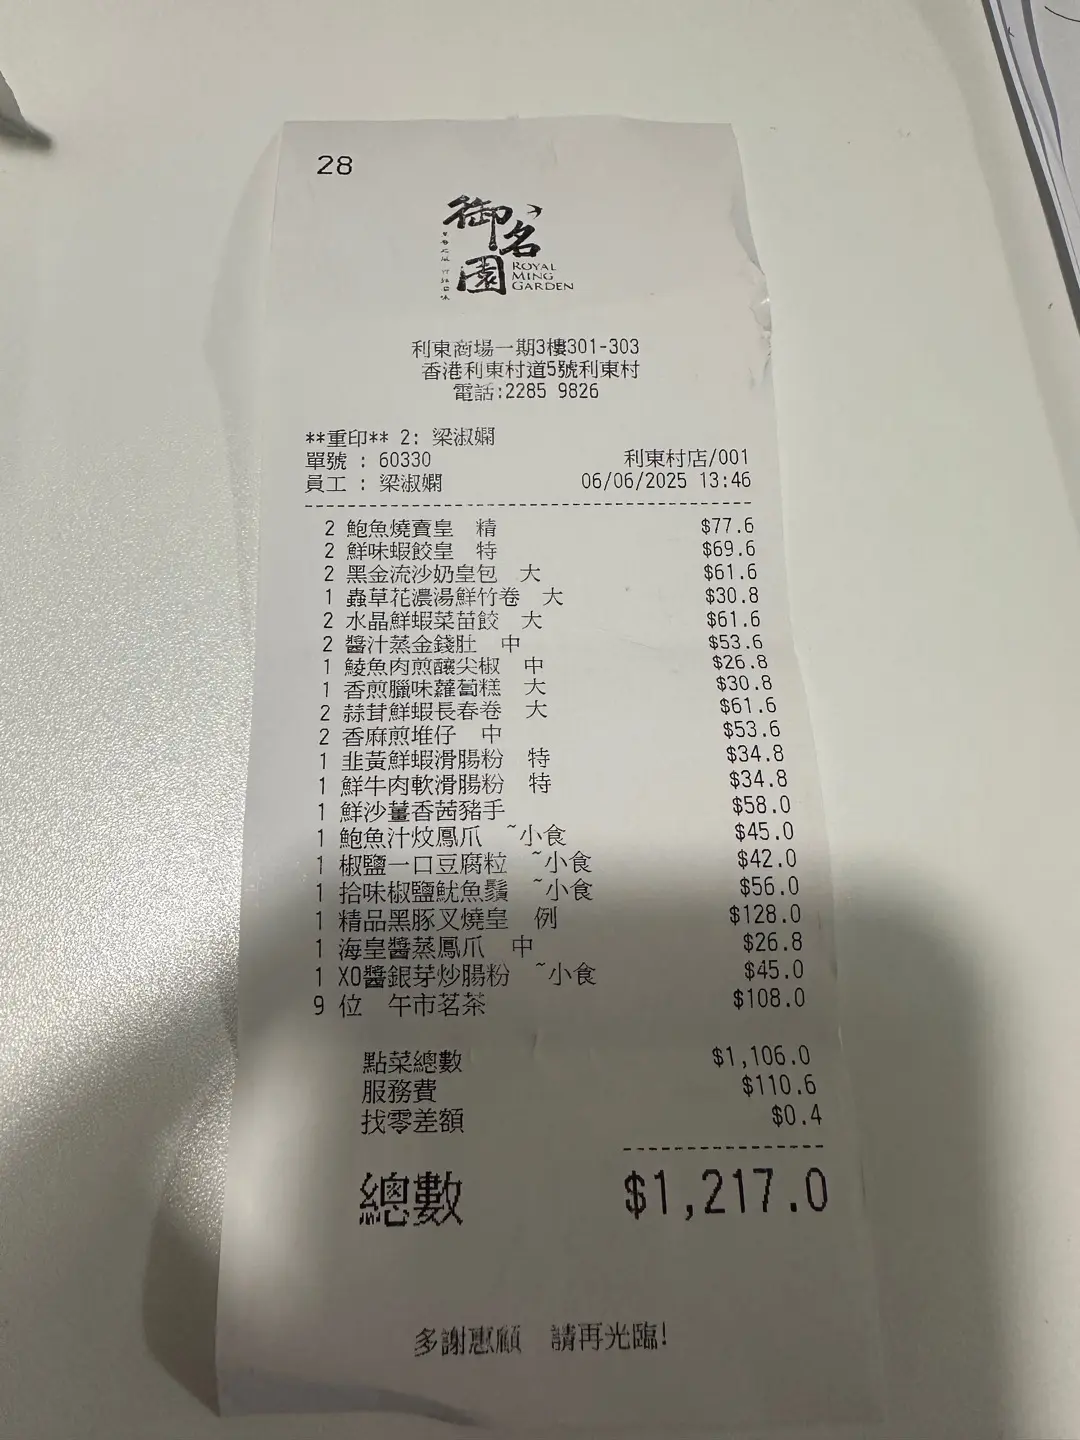 28
御名園
ROYAL
MING
GARDEN
利東商場一期3樓301-303
香港利東村道5號利東村
電話:2285 9826
**重印** 2: 梁淑嫻
單號 : 60330 利東村店/001
員工 : 梁淑嫻 06/06/2025 13:46
2 鮑魚燒賣皇 精 $77.6
2 鮮味蝦餃皇 特 $69.6
2 黑金流沙奶皇包 大 $61.6
1 蟲草花濃湯鮮竹卷 大 $30.8
2 水晶鮮蝦菜苗餃 大 $61.6
2 醬汁蒸金錢肚 中 $53.6
1 鯪魚肉煎釀尖椒 中 $26.8
1 香煎臘味蘿蔔糕 大 $30.8
2 蒜茸鮮蝦長春卷 大 $61.6
2 香麻煎堆仔 中 $53.6
1 韭黃鮮蝦滑腸粉 特 $34.8
1 鮮牛肉軟滑腸粉 特 $34.8
1 鮮沙薑香茜豬手 $58.0
1 鮑魚汁炆鳳爪 ~小食 $45.0
1 椒鹽一口豆腐粒 ~小食 $42.0
1 拾味椒鹽魷魚鬚 ~小食 $56.0
1 精品黑豚叉燒皇 例 $128.0
1 海皇醬蒸鳳爪 中 $26.8
1 XO醬銀芽炒腸粉 ~小食 $45.0
9 位 午市茗茶 $108.0
點菜總數 $1,106.0
服務費 $110.6
找零差額 $0.4
總數 $1,217.0
多謝惠顧 請再光臨!